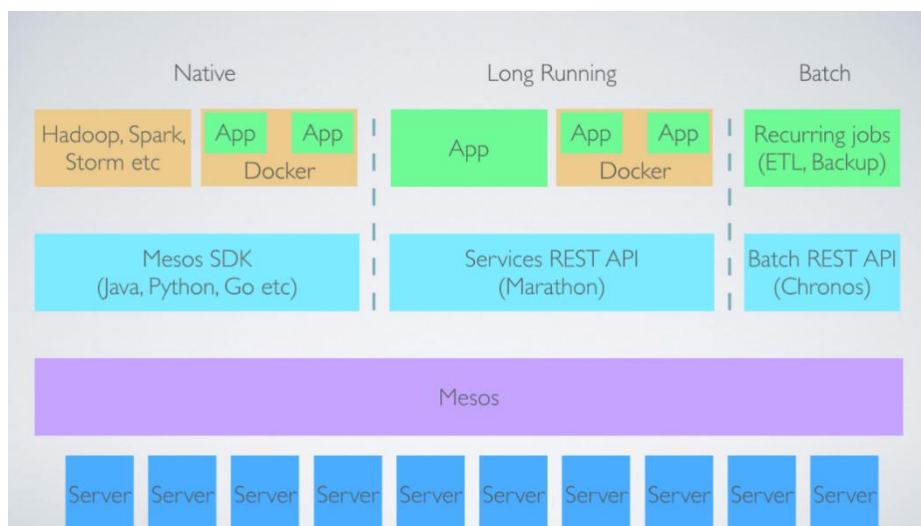 Native
Long Running
Batch
Hadoop, Spark,
Storm etc
App
App
Docker
App
App
App
Docker
Recurring jobs
(ETL, Backup)
Mesos SDK
(Java, Python, Go etc)
Services REST API
(Marathon)
Batch REST API
(Chronos)
Mesos
Server
Server
Server
Server
Server
Server
Server
Server
Server
Server